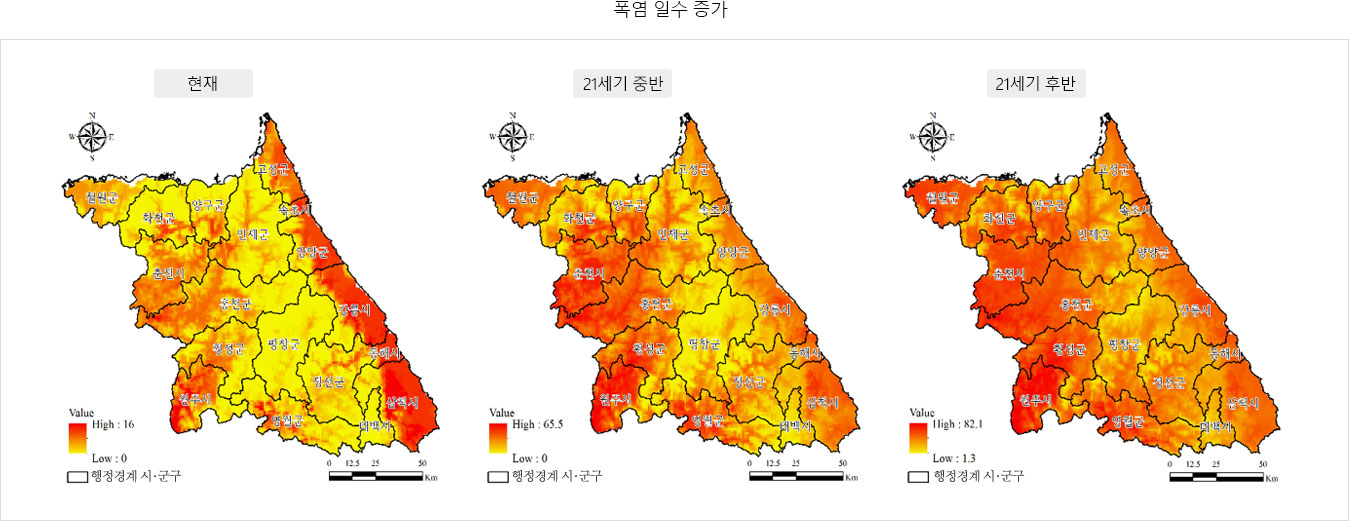 폭염 일수 증가
현재
N
W E
S
고성군
철원군
화천군
양구군
속초시
인제군
양양군
춘천시
홍천군
강릉시
횡성군
평창군
동해시
정선군
원주시
삼척시
영월군
태백시
Value
High : 16
Low : 0
행정경계 시·군구
0 12.5 25 50
Km
21세기 중반
N
W E
S
고성군
철원군
화천군
양구군
속초시
인제군
양양군
춘천시
홍천군
강릉시
횡성군
평창군
동해시
정선군
원주시
삼척시
영월군
태백시
Value
High : 65.5
Low : 0
행정경계 시·군구
0 12.5 25 50
Km
21세기 후반
N
W E
S
고성군
철원군
화천군
양구군
속초시
인제군
양양군
춘천시
홍천군
강릉시
횡성군
평창군
동해시
정선군
원주시
삼척시
영월군
태백시
Value
High : 82.1
Low : 1.3
행정경계 시·군구
0 12.5 25 50
Km